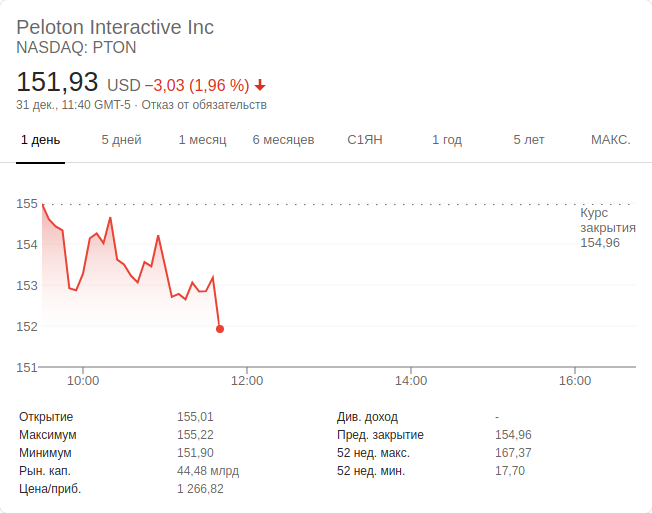 Peloton Interactive Inc
NASDAQ: PTON
151,93 USD −3,03 (1,96 %)
31 дек., 11:40 GMT-5 · Отказ от обязательств
1 день 5 дней 1 месяц 6 месяцев С1ЯН 1 год 5 лет МАКС.
155
Курс
закрытия
154,96
154
153
152
151
10:00 12:00 14:00 16:00
Открытие 155,01 Див. доход -
Максимум 155,22 Пред. закрытие 154,96
Минимум 151,90 52 нед. макс. 167,37
Рын. кап. 44,48 млрд 52 нед. мин. 17,70
Цена/приб. 1 266,82